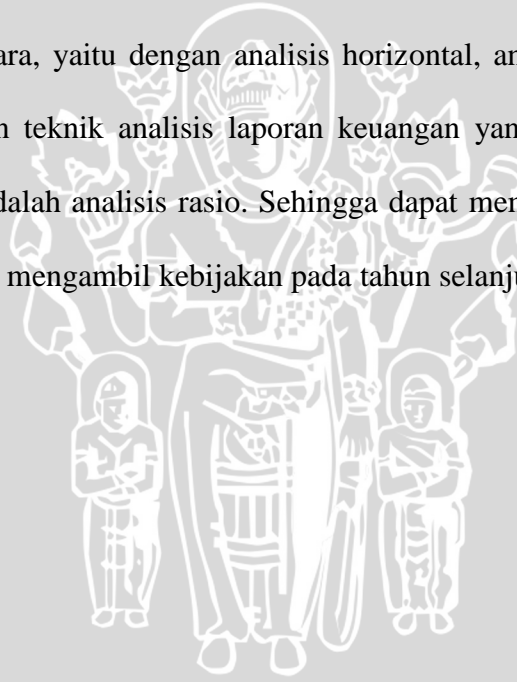 ara, yaitu dengan analisis horizontal, an
n teknik analisis laporan keuangan yan
dalah analisis rasio. Sehingga dapat men
mengambil kebijakan pada tahun selanju